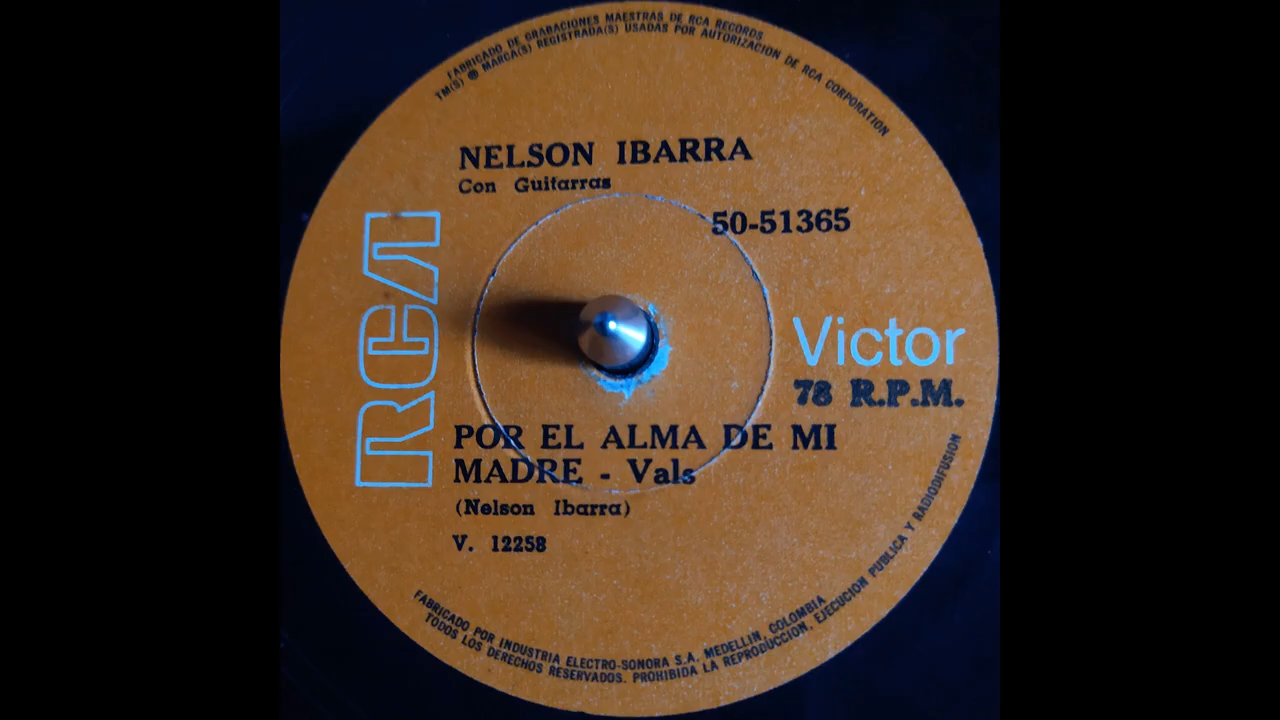 FABRICADO DE GRABACIONES MAESTRAS DE RCA RECORDS
TM(S) ® MARCA(S) REGISTRADA(S) USADAS POR AUTORIZACION DE RCA CORPORATION
NELSON IBARRA
Con Guitarras
50-51365
RCA
Victor
78 R.P.M.
POR EL ALMA DE MI
MADRE - Vals
(Nelson Ibarra)
V. 12258
FABRICADO POR INDUSTRIA ELECTRO-SONORA S.A. MEDELLIN, COLOMBIA
TODOS LOS DERECHOS RESERVADOS. PROHIBIDA LA REPRODUCCION, EJECUCION PUBLICA Y RADIODIFUSION